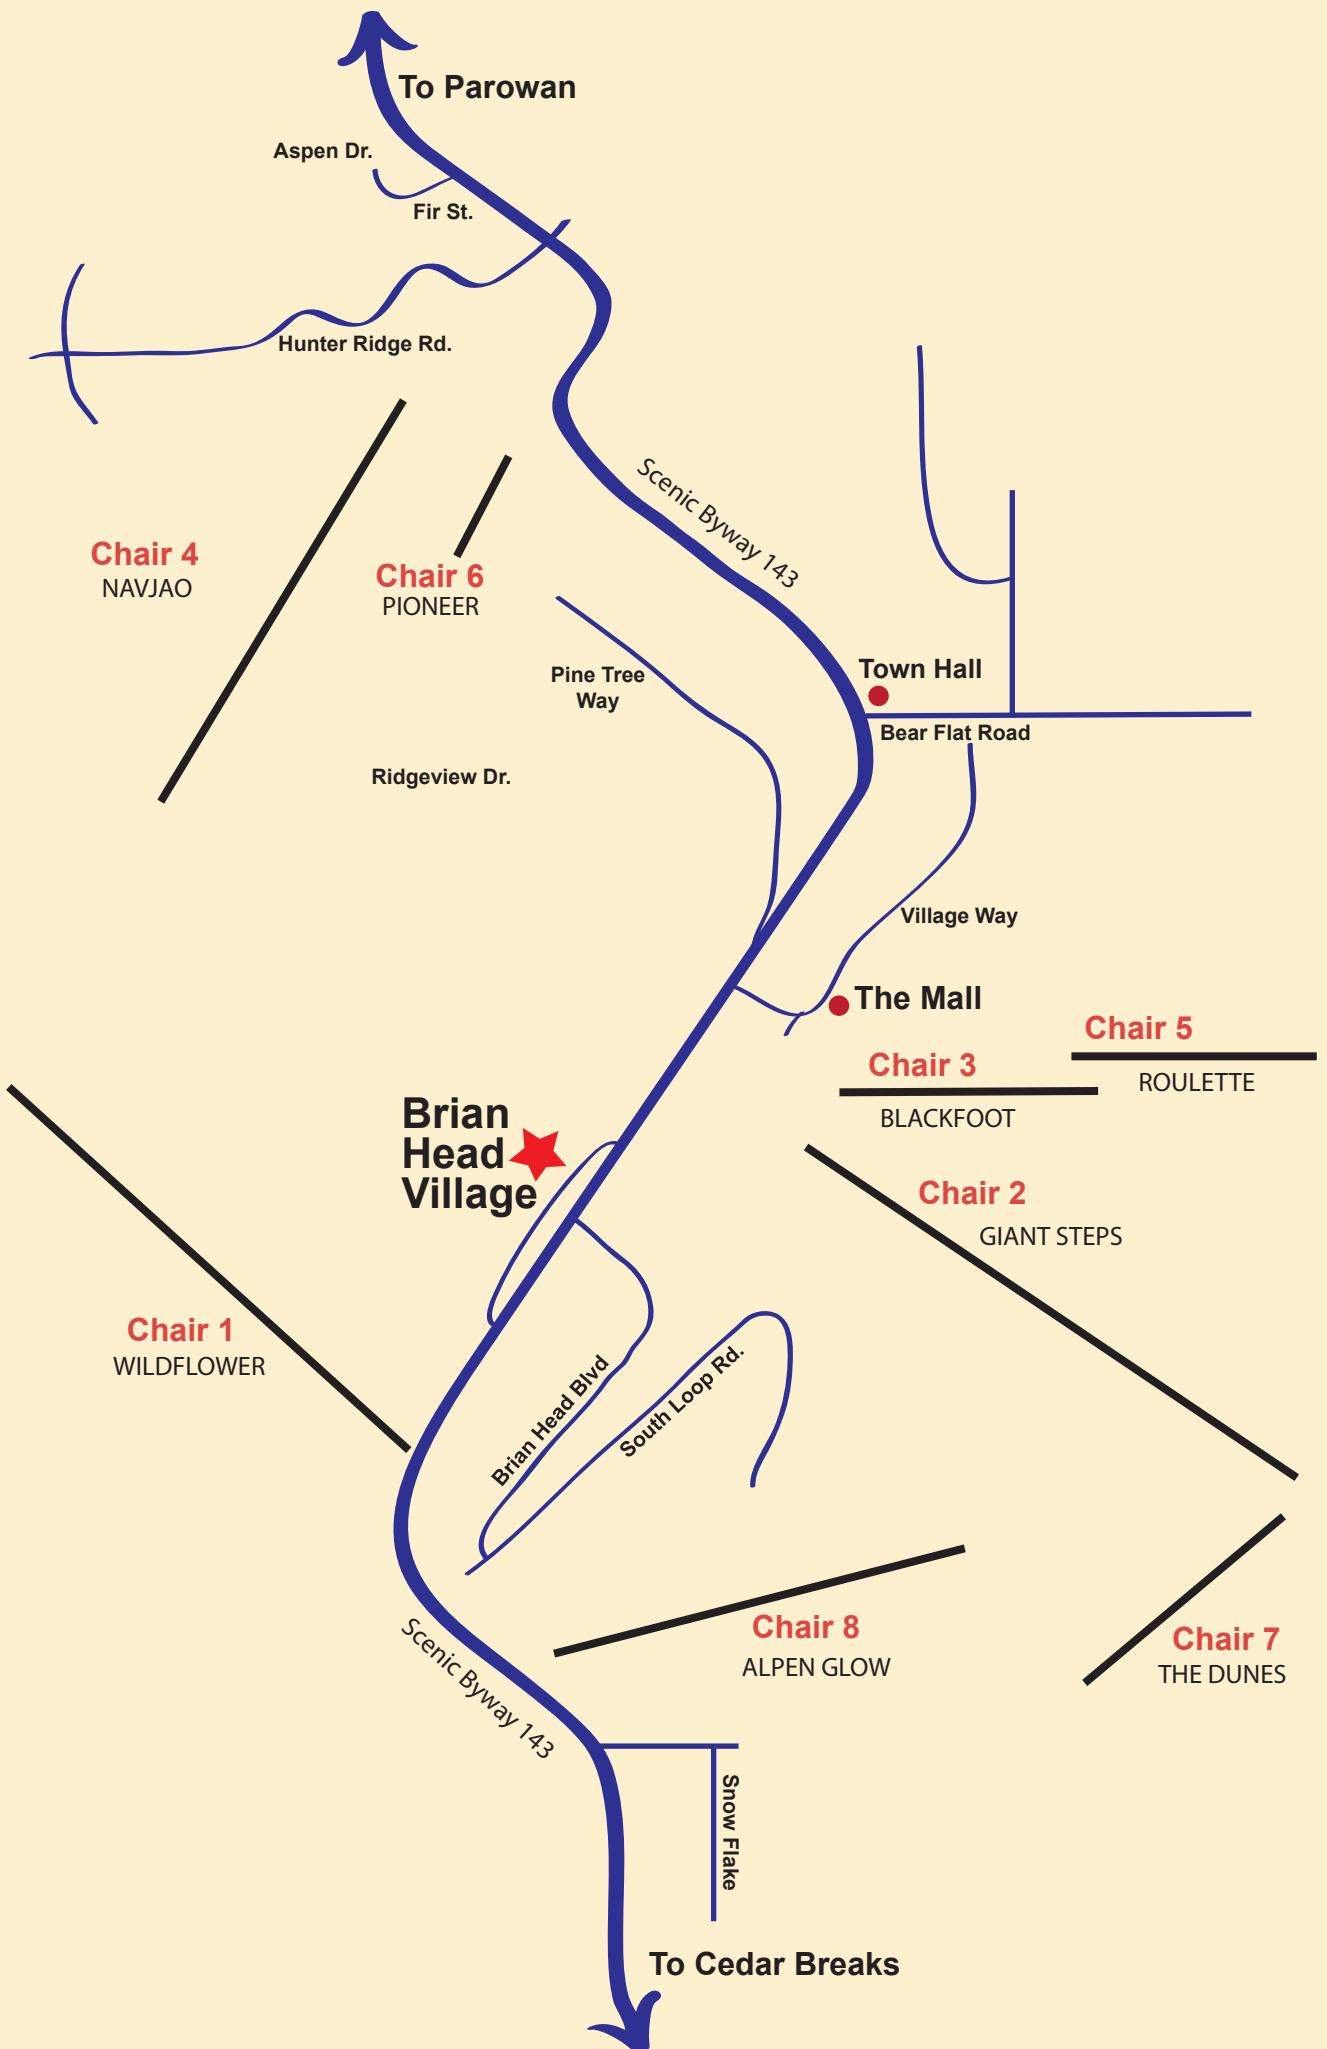 To Parowan
Aspen Dr.
Fir St.
Hunter Ridge Rd.
Scenic Byway 143
Chair 4
NAVJAO
Chair 6
PIONEER
Pine Tree
Way
Town Hall
Bear Flat Road
Ridgeview Dr.
Village Way
The Mall
Chair 5
ROULETTE
Chair 3
BLACKFOOT
Brian
Head
Village
Chair 2
GIANT STEPS
Chair 1
WILDFLOWER
Brian Head Blvd
South Loop Rd.
Chair 8
ALPEN GLOW
Chair 7
THE DUNES
Scenic Byway 143
Snow Flake
To Cedar Breaks